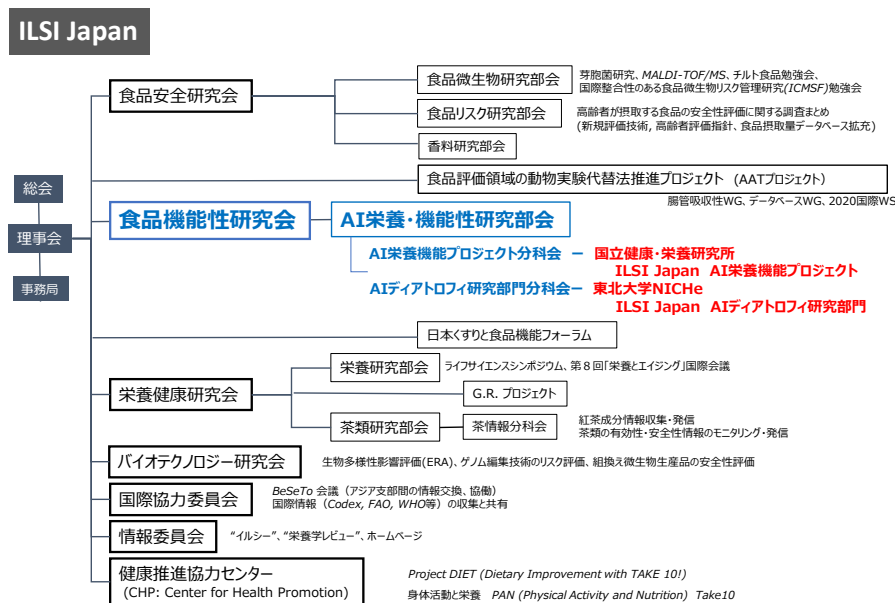 ILSI Japan
総会
理事会
事務局
食品安全研究会
食品微生物研究部会
芽胞菌研究、MALDI-TOF/MS、チルト食品勉強会、
国際整合性のある食品微生物リスク管理研究(ICMSF)勉強会
食品リスク研究部会
高齢者が摂取する食品の安全性評価に関する調査まとめ
(新規評価技術, 高齢者評価指針、食品摂取量データベース拡充)
香料研究部会
食品評価領域の動物実験代替法推進プロジェクト (AATプロジェクト)
腸管吸収性WG、データベースWG、2020国際WS
食品機能性研究会
AI栄養・機能性研究部会
AI栄養機能プロジェクト分科会 － 国立健康・栄養研究所
ILSI Japan AI栄養機能プロジェクト
AIディアトロフィ研究部門分科会－ 東北大学NICHe
ILSI Japan AIディアトロフィ研究部門
日本くすりと食品機能フォーラム
栄養健康研究会
栄養研究部会
ライフサイエンスシンポジウム、第８回「栄養とエイジング」国際会議
G.R. プロジェクト
茶類研究部会
茶情報分科会
紅茶成分情報収集・発信
茶類の有効性・安全性情報のモニタリング・発信
バイオテクノロジー研究会
生物多様性影響評価(ERA)、ゲノム編集技術のリスク評価、組換え微生物生産品の安全性評価
国際協力委員会
BeSeTo 会議（アジア支部間の情報交換、協働）
国際情報（Codex, FAO, WHO等）の収集と共有
情報委員会
“イルシー”、“栄養学レビュー”、ホームページ
健康推進協力センター
(CHP: Center for Health Promotion)
Project DIET (Dietary Improvement with TAKE 10!)
身体活動と栄養 PAN (Physical Activity and Nutrition) Take10